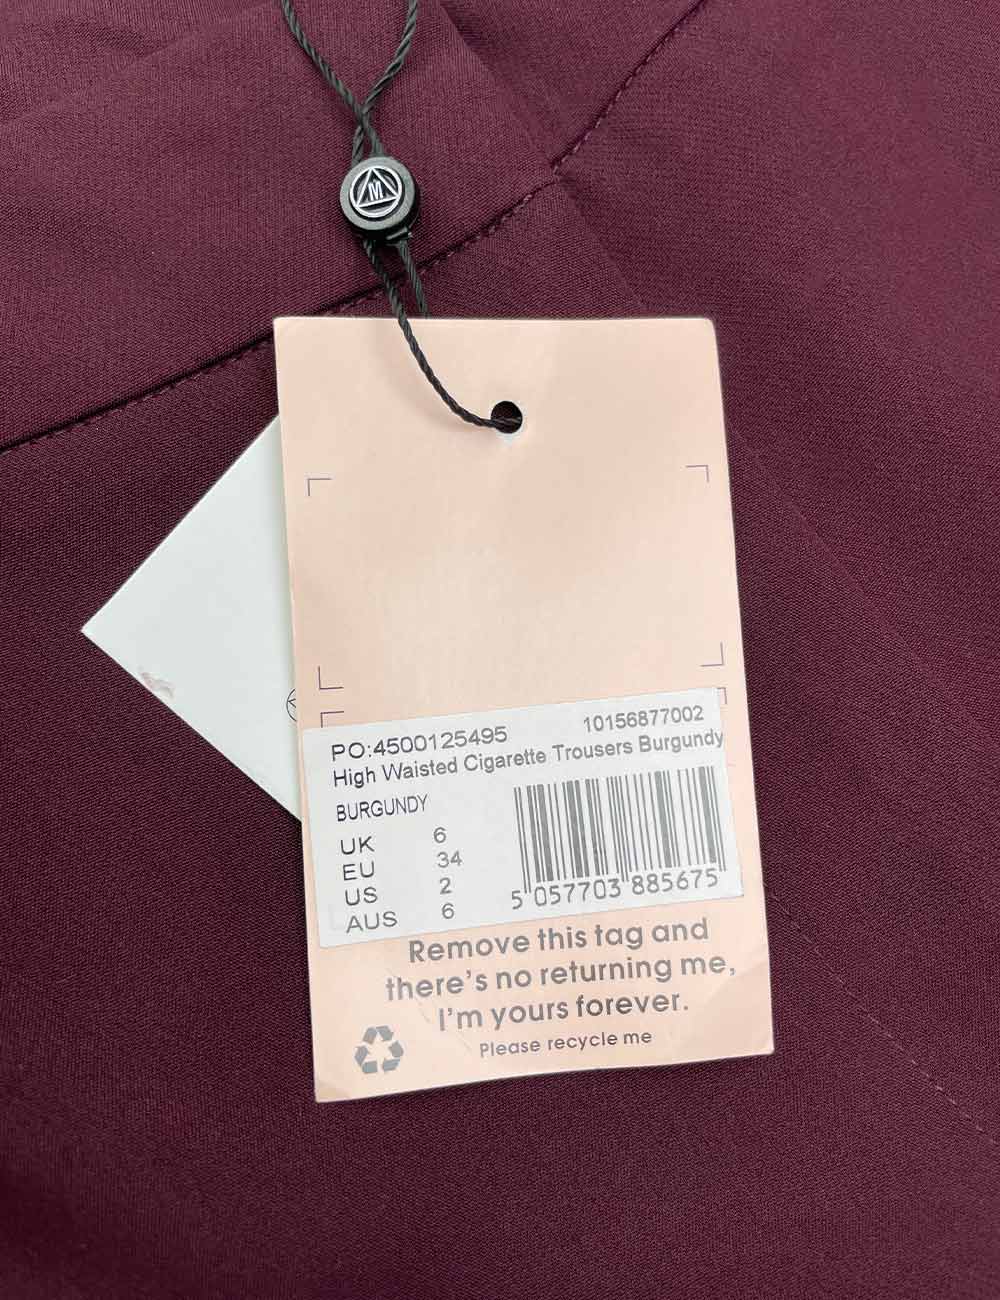 M
PO:4500125495 10156877002
High Waisted Cigarette Trousers Burgundy
BURGUNDY
UK 6
EU 34
US 2
AUS 6
5 057703 885675
Remove this tag and
there's no returning me,
I'm yours forever.
Please recycle me